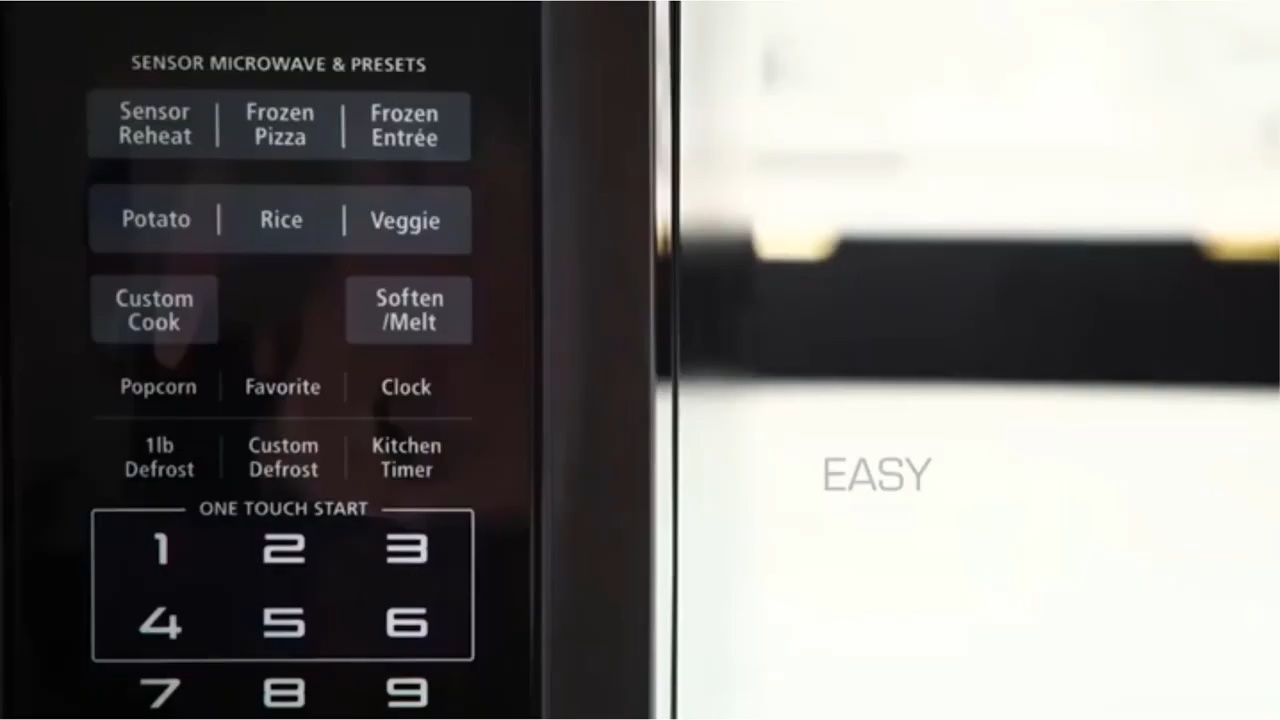 SENSOR MICROWAVE & PRESETS
Sensor Reheat | Frozen Pizza | Frozen Entrée
Potato | Rice | Veggie
Custom Cook
Soften /Melt
Popcorn Favorite Clock
1lb Defrost Custom Defrost Kitchen Timer
ONE TOUCH START
1 2 3
4 5 6
7 8 9
EASY